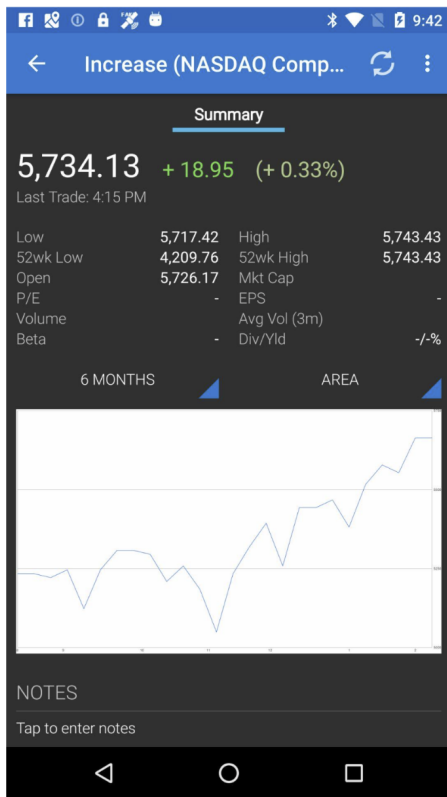 9:42
Increase (NASDAQ Comp...
Summary
5,734.13 + 18.95 (+ 0.33%)
Last Trade: 4:15 PM
Low 5,717.42 High 5,743.43
52wk Low 4,209.76 52wk High 5,743.43
Open 5,726.17 Mkt Cap
P/E - EPS -
Volume Avg Vol (3m)
Beta - Div/Yld -/-%
6 MONTHS AREA
NOTES
Tap to enter notes